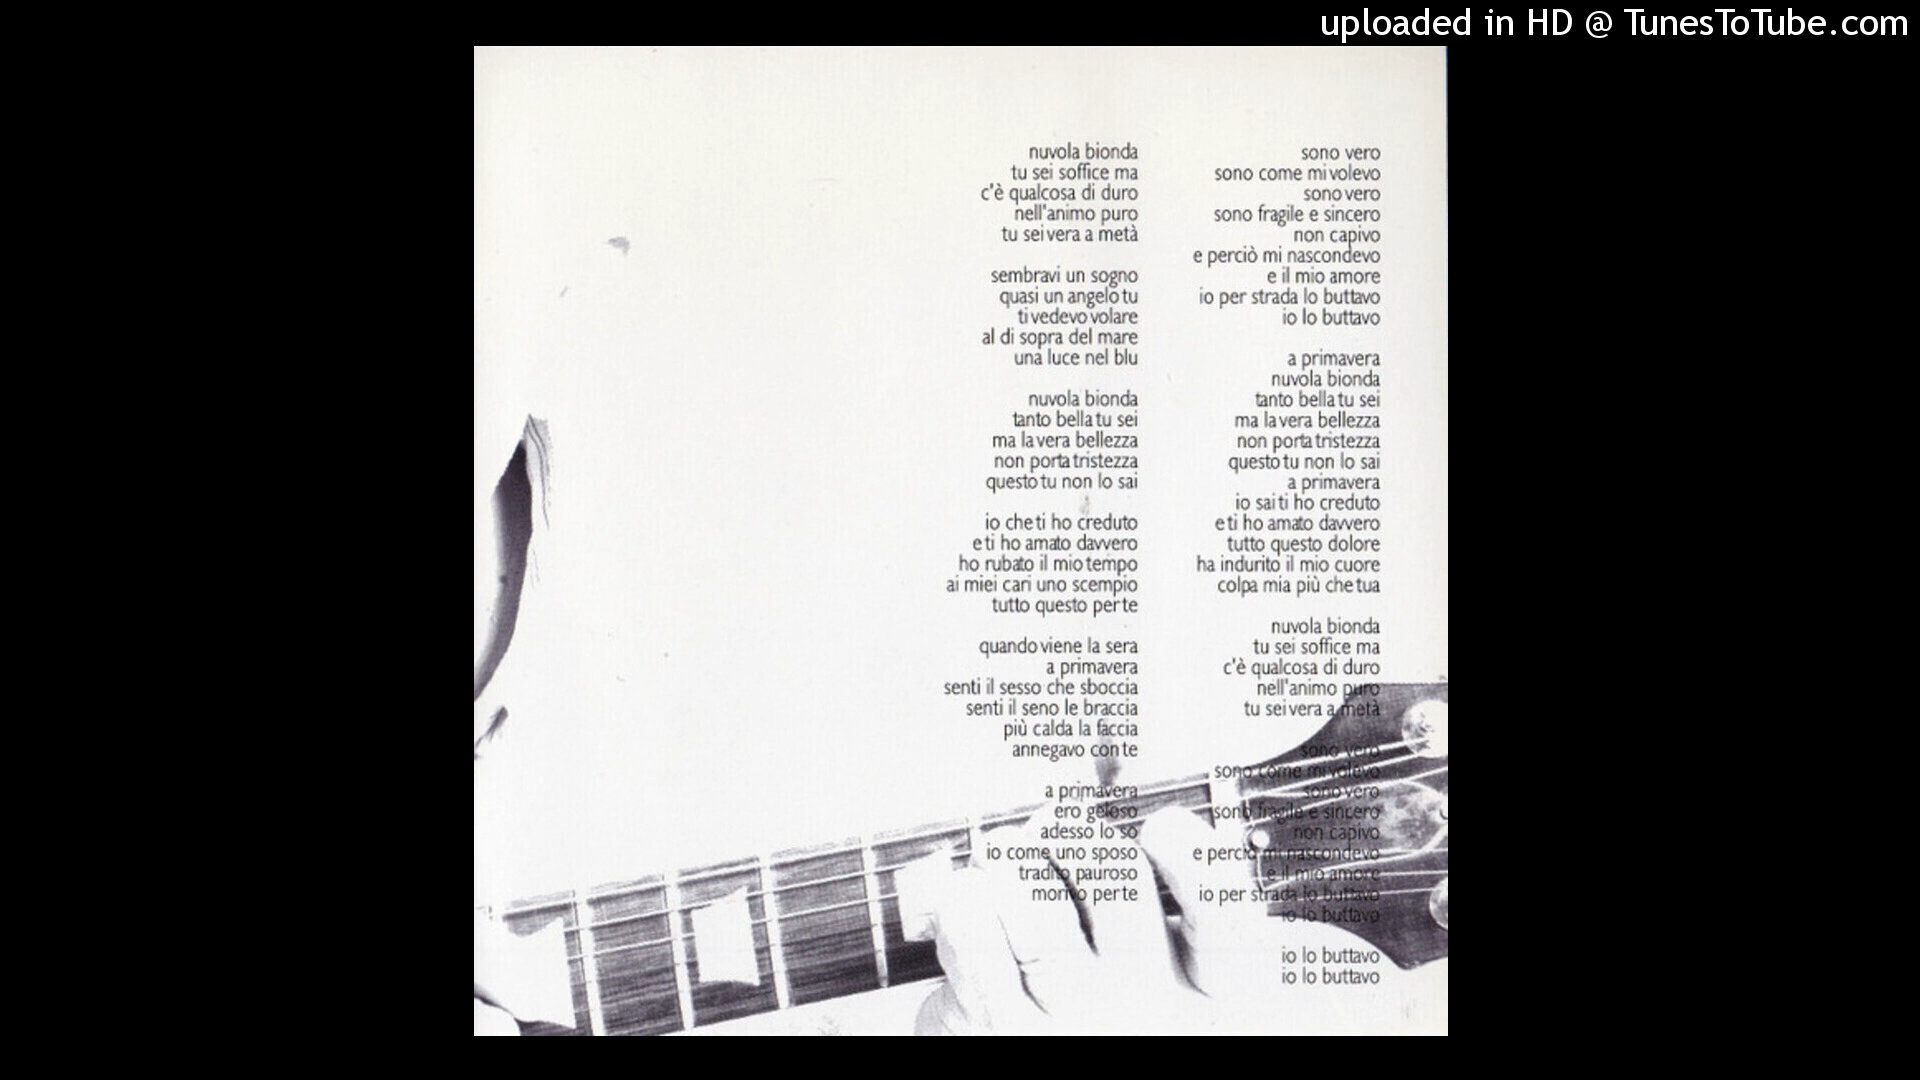 uploaded in HD @ TunesToTube.com
nuvola bionda
tu sei soffice ma
c'è qualcosa di duro
nell'animo puro
tu sei vera a metà

sembravi un sogno
quasi un angelo tu
ti vedevo volare
al di sopra del mare
una luce nel blu

nuvola bionda
tanto bella tu sei
ma la vera bellezza
non porta tristezza
questo tu non lo sai

io che ti ho creduto
e ti ho amato davvero
ho rubato il mio tempo
ai miei cari uno scempio
tutto questo per te

quando viene la sera
a primavera
senti il sesso che sboccia
senti il seno le braccia
più calda la faccia
annegavo con te

a primavera
ero geloso
adesso lo so
io come uno sposo
tradito pauroso
morivo per te

sono vero
sono come mi volevo
sono vero
sono fragile e sincero
non capivo
e perciò mi nascondevo
e il mio amore
io per strada lo buttavo
io lo buttavo

a primavera
nuvola bionda
tanto bella tu sei
ma la vera bellezza
non porta tristezza
questo tu non lo sai
a primavera
io sai ti ho creduto
e ti ho amato davvero
tutto questo dolore
ha indurito il mio cuore
colpa mia più che tua

nuvola bionda
tu sei soffice ma
c'è qualcosa di duro
nell'animo puro
tu sei vera a metà

sono vero
sono come mi volevo
sono vero
sono fragile e sincero
non capivo
e perciò mi nascondevo
e il mio amore
io per strada lo buttavo
io lo buttavo

io lo buttavo
io lo buttavo